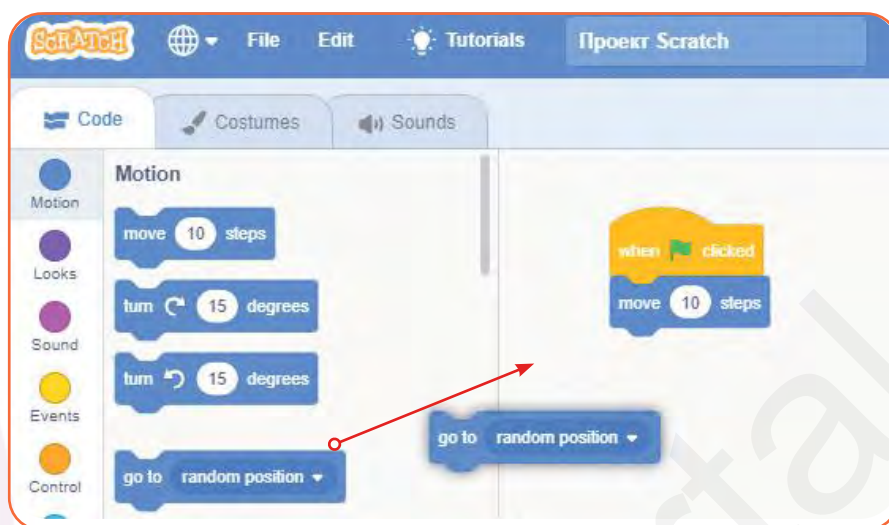 SCRATCH File Edit Tutorials Проект Scratch
Code Costumes Sounds
Motion
Looks
Sound
Events
Control
Motion
move 10 steps
turn 15 degrees
turn 15 degrees
go to random position
when clicked
move 10 steps
go to random position